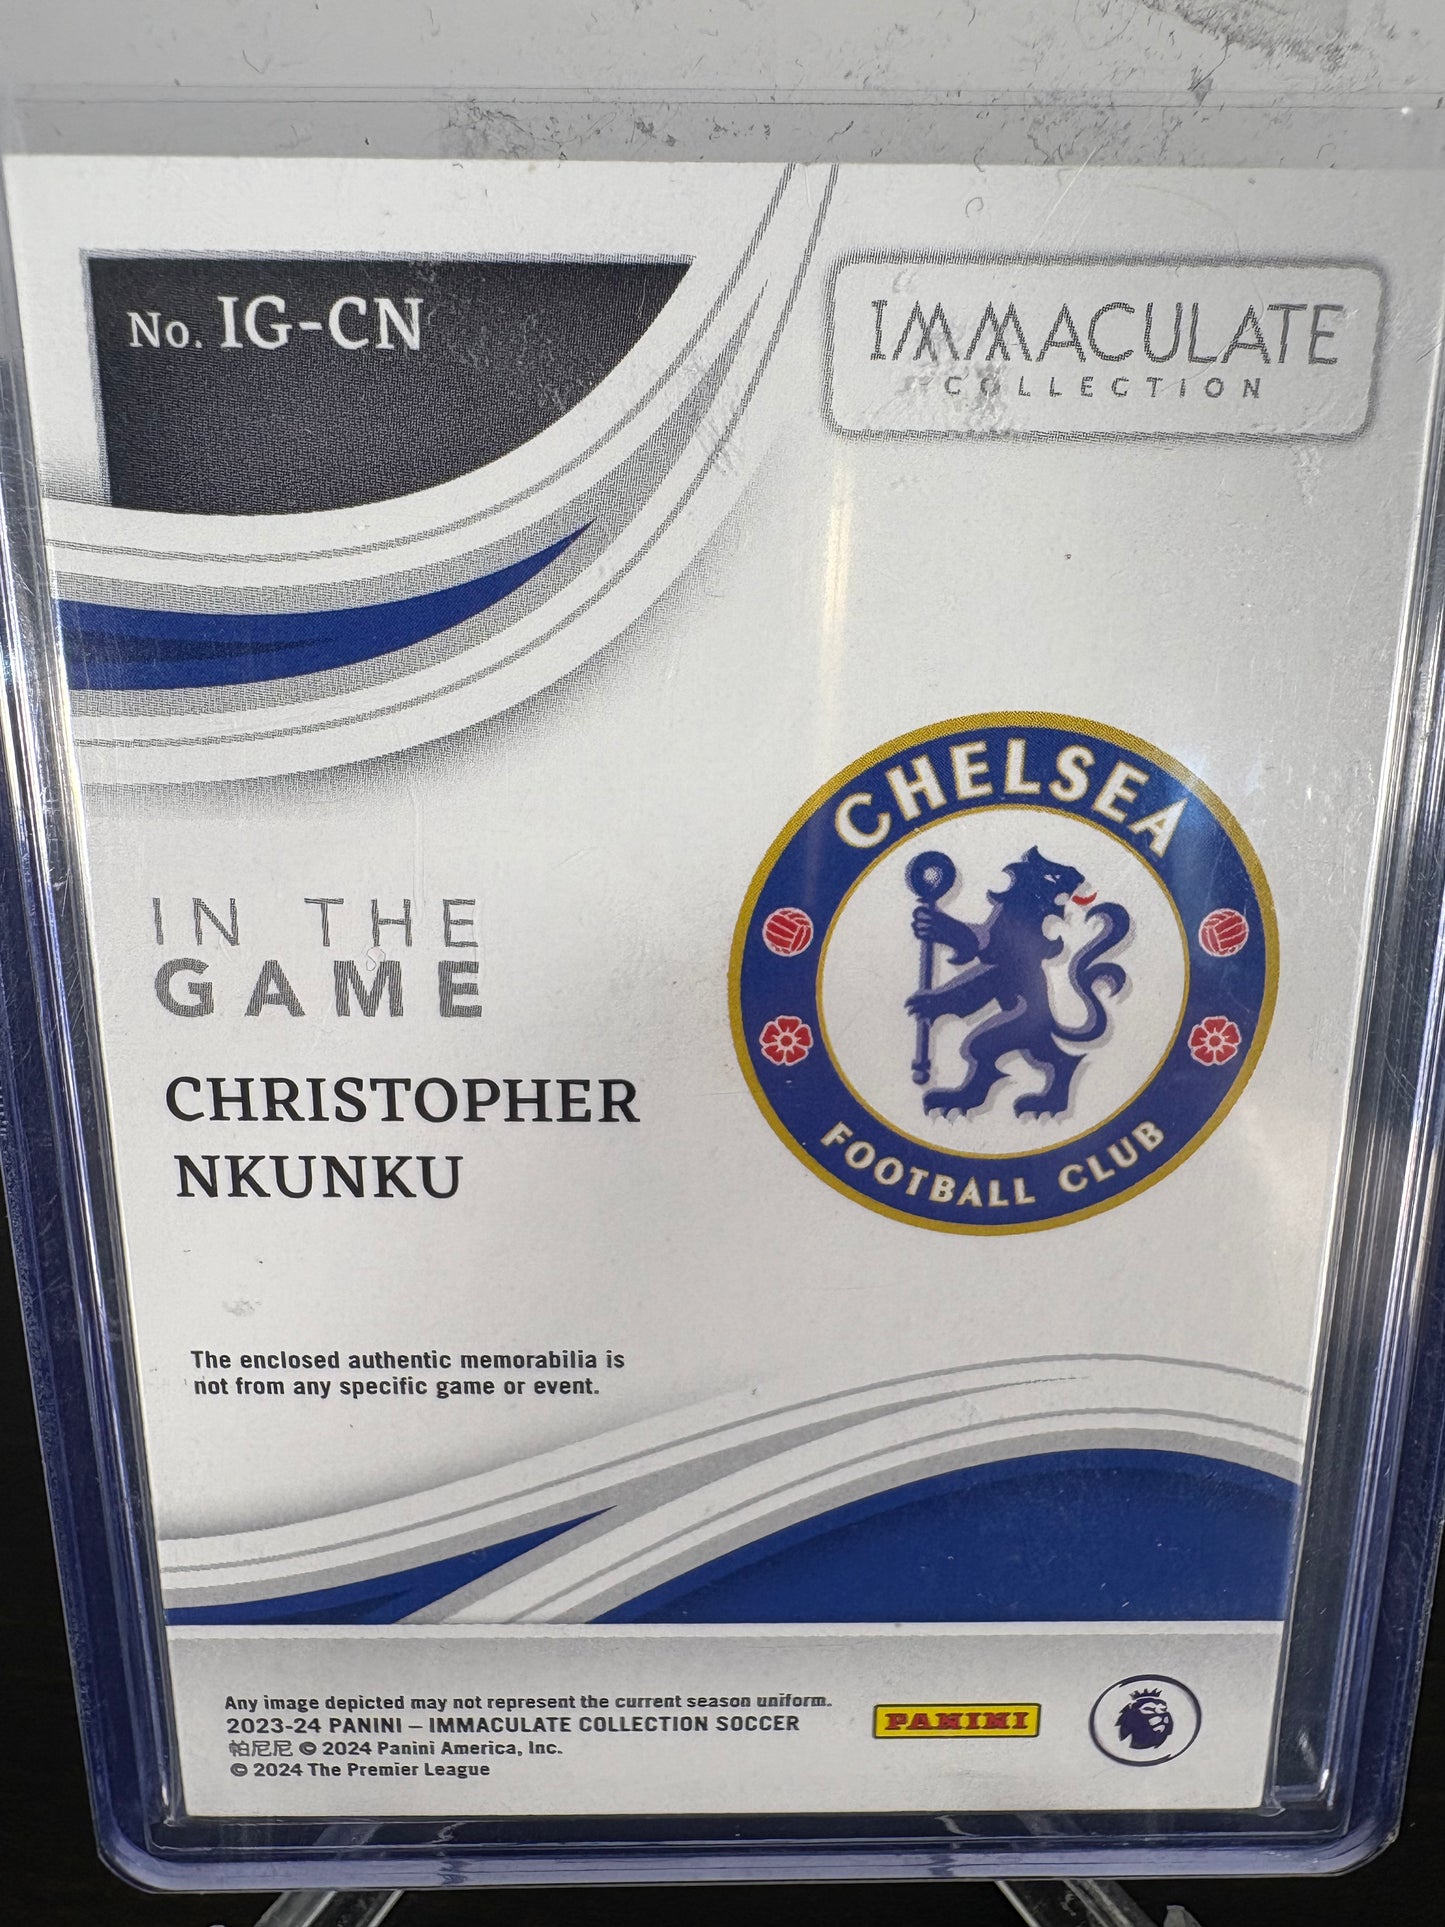 No. IG-CN
IMMACULATE
COLLECTION
IN THE
GAME
CHRISTOPHER
NKUNKU
CHELSEA
FOOTBALL CLUB
The enclosed authentic memorabilia is
not from any specific game or event.
Any image depicted may not represent the current season uniform.
2023-24 PANINI – IMMACULATE COLLECTION SOCCER
帕尼尼 © 2024 Panini America, Inc.
© 2024 The Premier League
PANINI